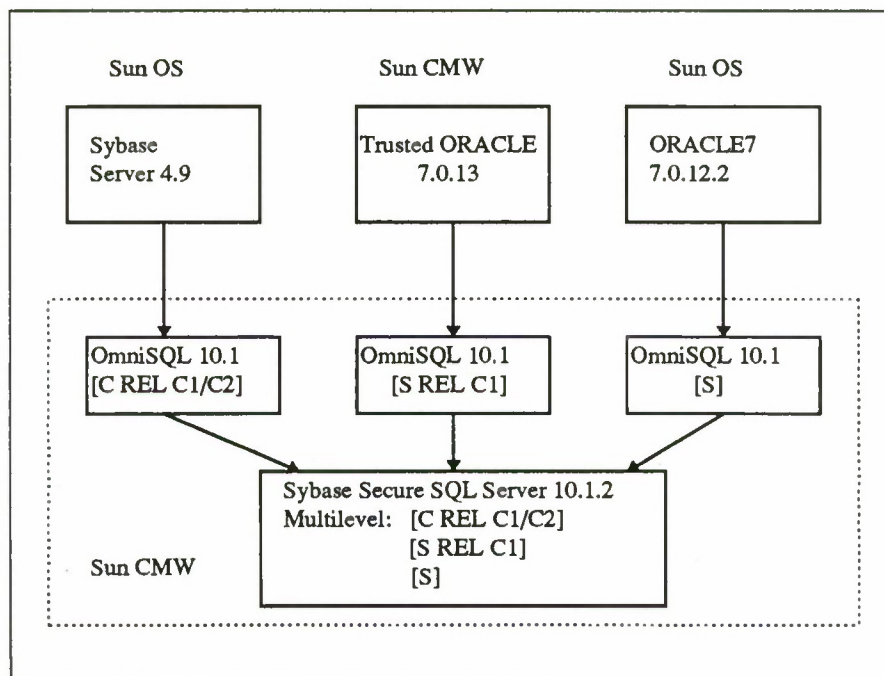 Sun OS
Sun CMW
Sun OS
Sybase
Server 4.9
Trusted ORACLE
7.0.13
ORACLE7
7.0.12.2
OmniSQL 10.1
[C REL C1/C2]
OmniSQL 10.1
[S REL C1]
OmniSQL 10.1
[S]
Sybase Secure SQL Server 10.1.2
Multilevel: [C REL C1/C2]
[S REL C1]
[S]
Sun CMW